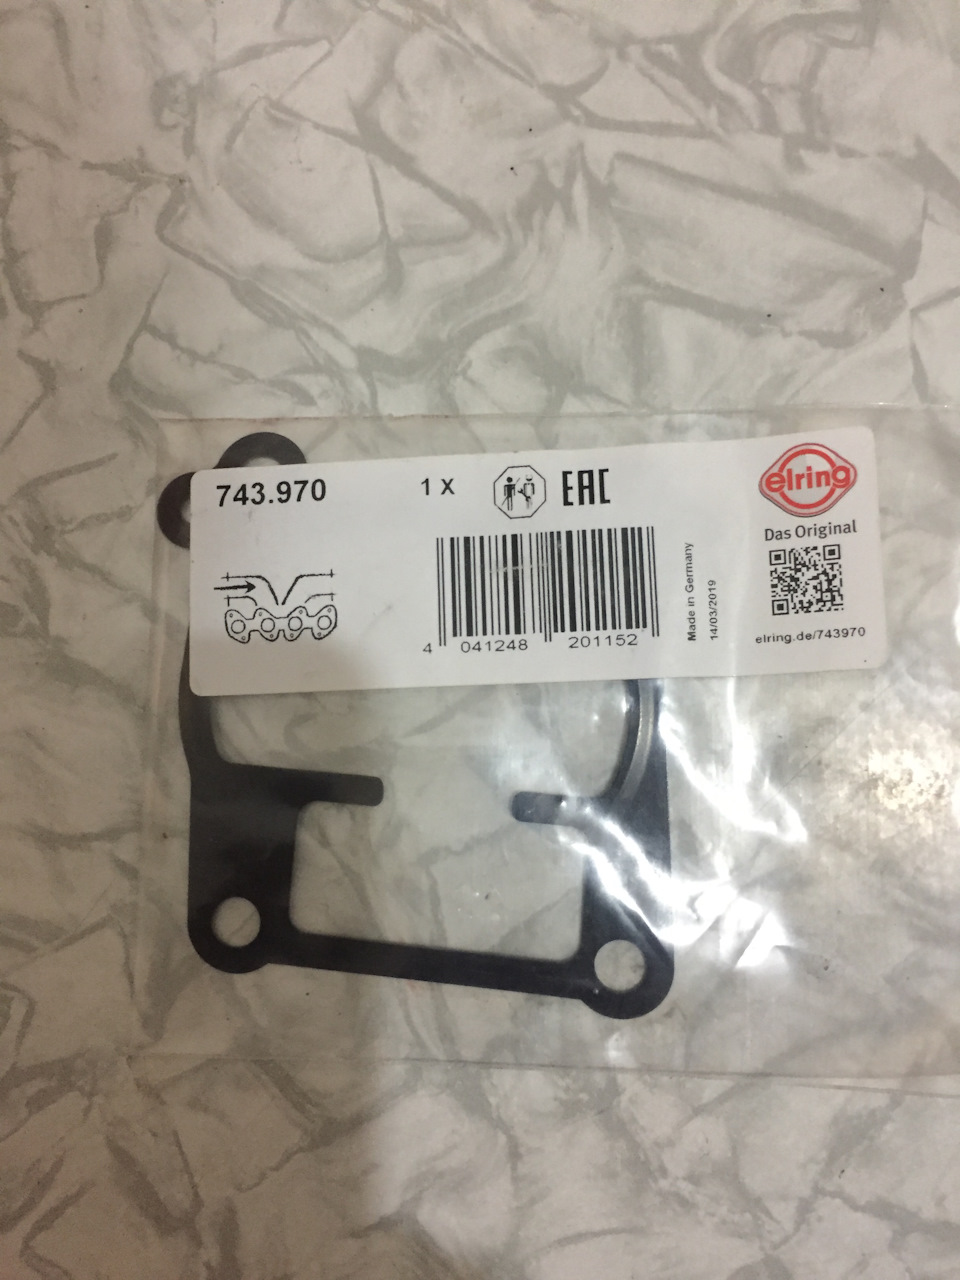 743.970
1 X
EAC
elring
Das Original
4 041248 201152
Made in Germany
14/03/2019
elring.de/743970